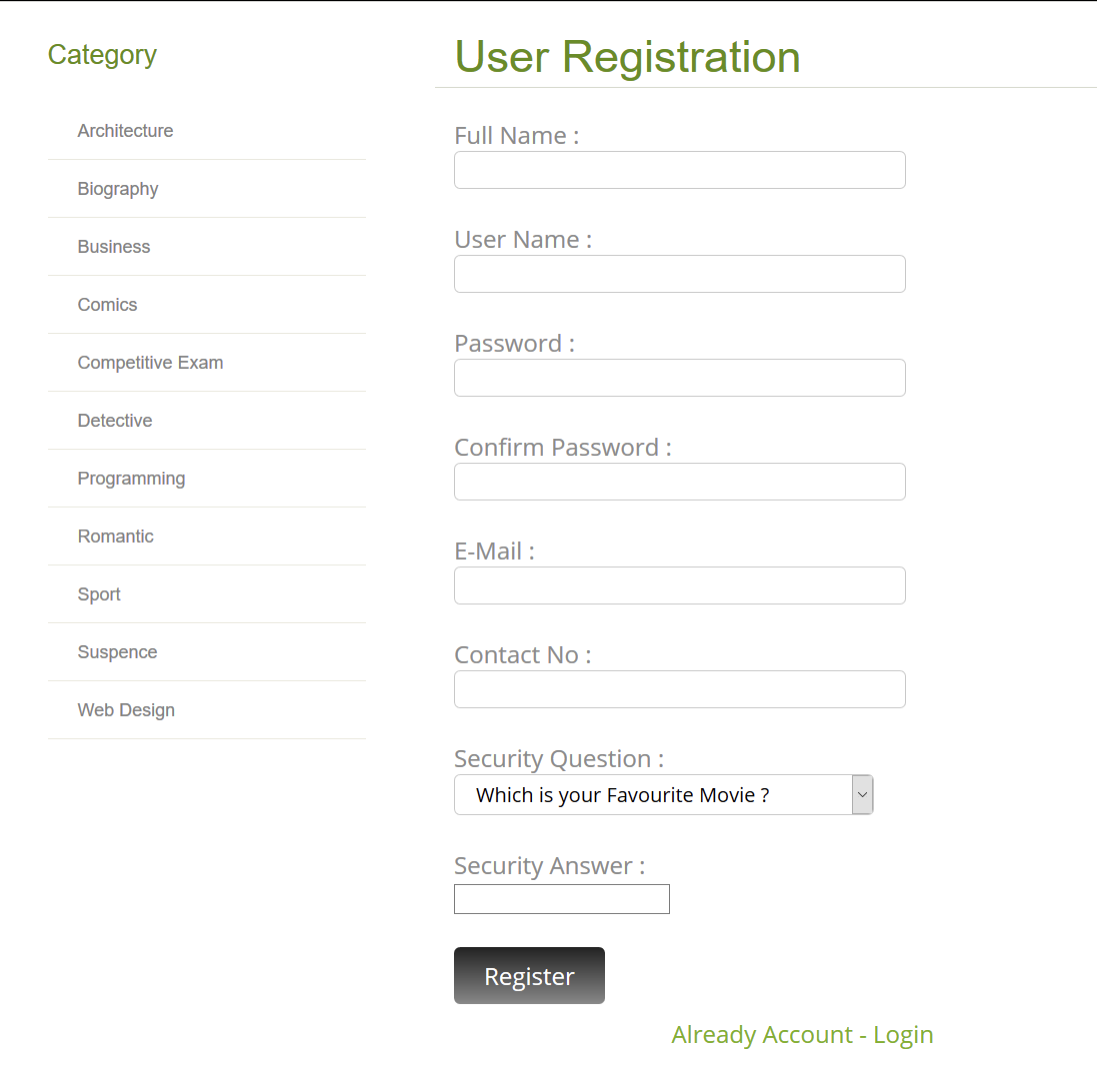 Category
Architecture
Biography
Business
Comics
Competitive Exam
Detective
Programming
Romantic
Sport
Suspence
Web Design
User Registration
Full Name :
User Name :
Password :
Confirm Password :
E-Mail :
Contact No :
Security Question :
Which is your Favourite Movie ?
Security Answer :
Register
Already Account - Login